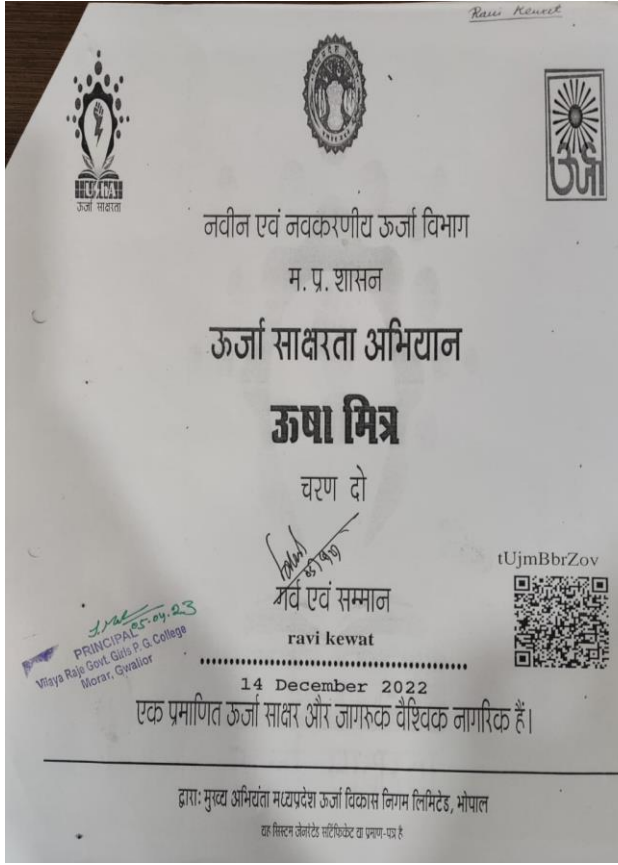 Ravi Kewat
USHA
ऊर्जा साक्षरता
ऊर्जा
नवीन एवं नवकरणीय ऊर्जा विभाग
म. प्र. शासन
ऊर्जा साक्षरता अभियान
ऊषा मित्र
चरण दो
tUjmBbrZov
गर्व एवं सम्मान
ravi kewat
14 December 2022
05.04.23
PRINCIPAL
Vijaya Raje Govt. Girls P. G. College
Morar, Gwalior
एक प्रमाणित ऊर्जा साक्षर और जागरुक वैश्विक नागरिक हैं।
द्वारा: मुख्य अभियंता मध्यप्रदेश ऊर्जा विकास निगम लिमिटेड, भोपाल
यह सिस्टम जेनरेटेड सर्टिफिकेट या प्रमाण-पत्र है